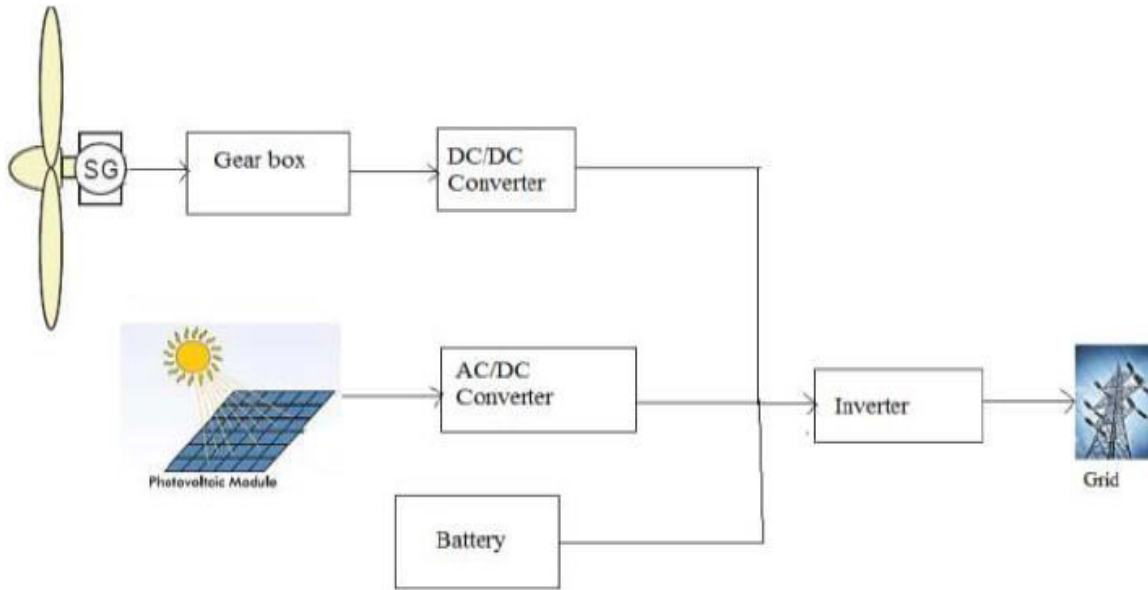 SG
Gear box
DC/DC
Converter
AC/DC
Converter
Photovoltaic Module
Inverter
Grid
Battery